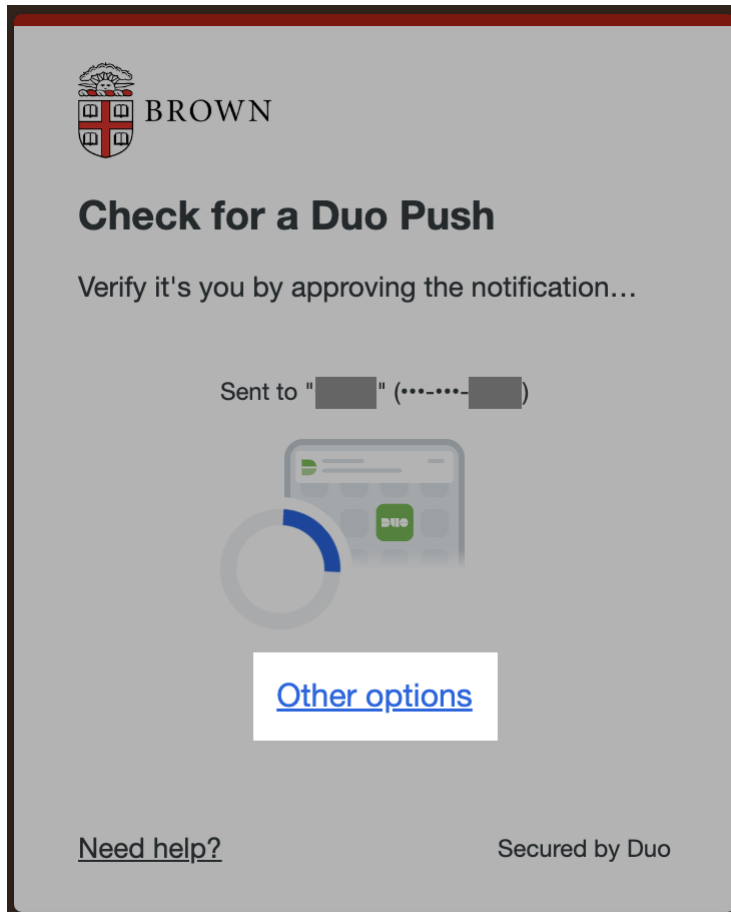 BROWN
Check for a Duo Push
Verify it's you by approving the notification...
Sent to "" (•••-•••-)
DUO
Other options
Need help? Secured by Duo